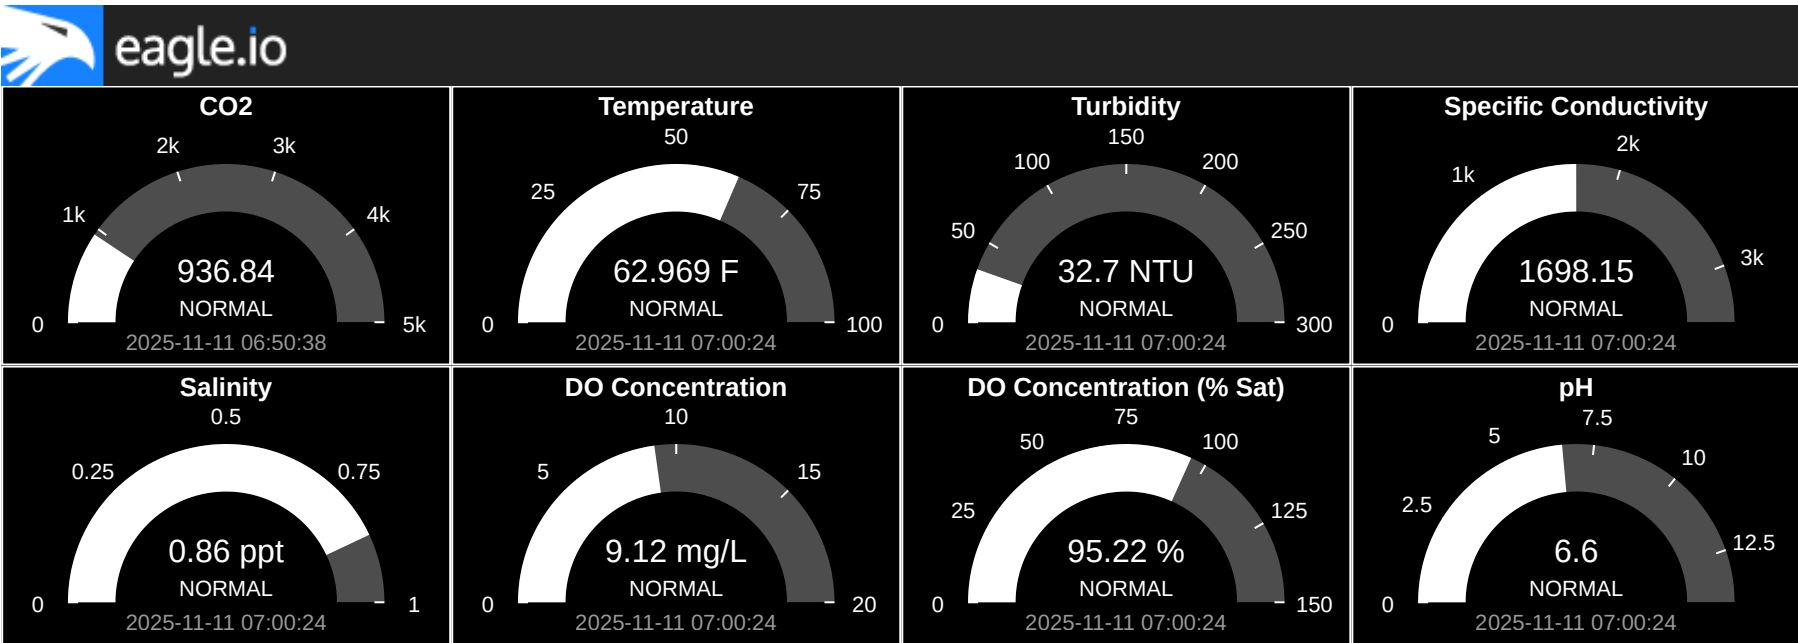 eagle.io
CO2
2k
3k
1k
4k
936.84
NORMAL
0
5k
2025-11-11 06:50:38
Temperature
50
25
75
62.969 F
NORMAL
0
100
2025-11-11 07:00:24
Turbidity
150
100
200
50
250
32.7 NTU
NORMAL
0
300
2025-11-11 07:00:24
Specific Conductivity
2k
1k
3k
1698.15
NORMAL
0
2025-11-11 07:00:24
Salinity
0.5
0.25
0.75
0.86 ppt
NORMAL
0
1
2025-11-11 07:00:24
DO Concentration
10
5
15
9.12 mg/L
NORMAL
0
20
2025-11-11 07:00:24
DO Concentration (% Sat)
75
50
100
25
125
95.22 %
NORMAL
0
150
2025-11-11 07:00:24
pH
7.5
5
10
2.5
12.5
6.6
NORMAL
0
2025-11-11 07:00:24